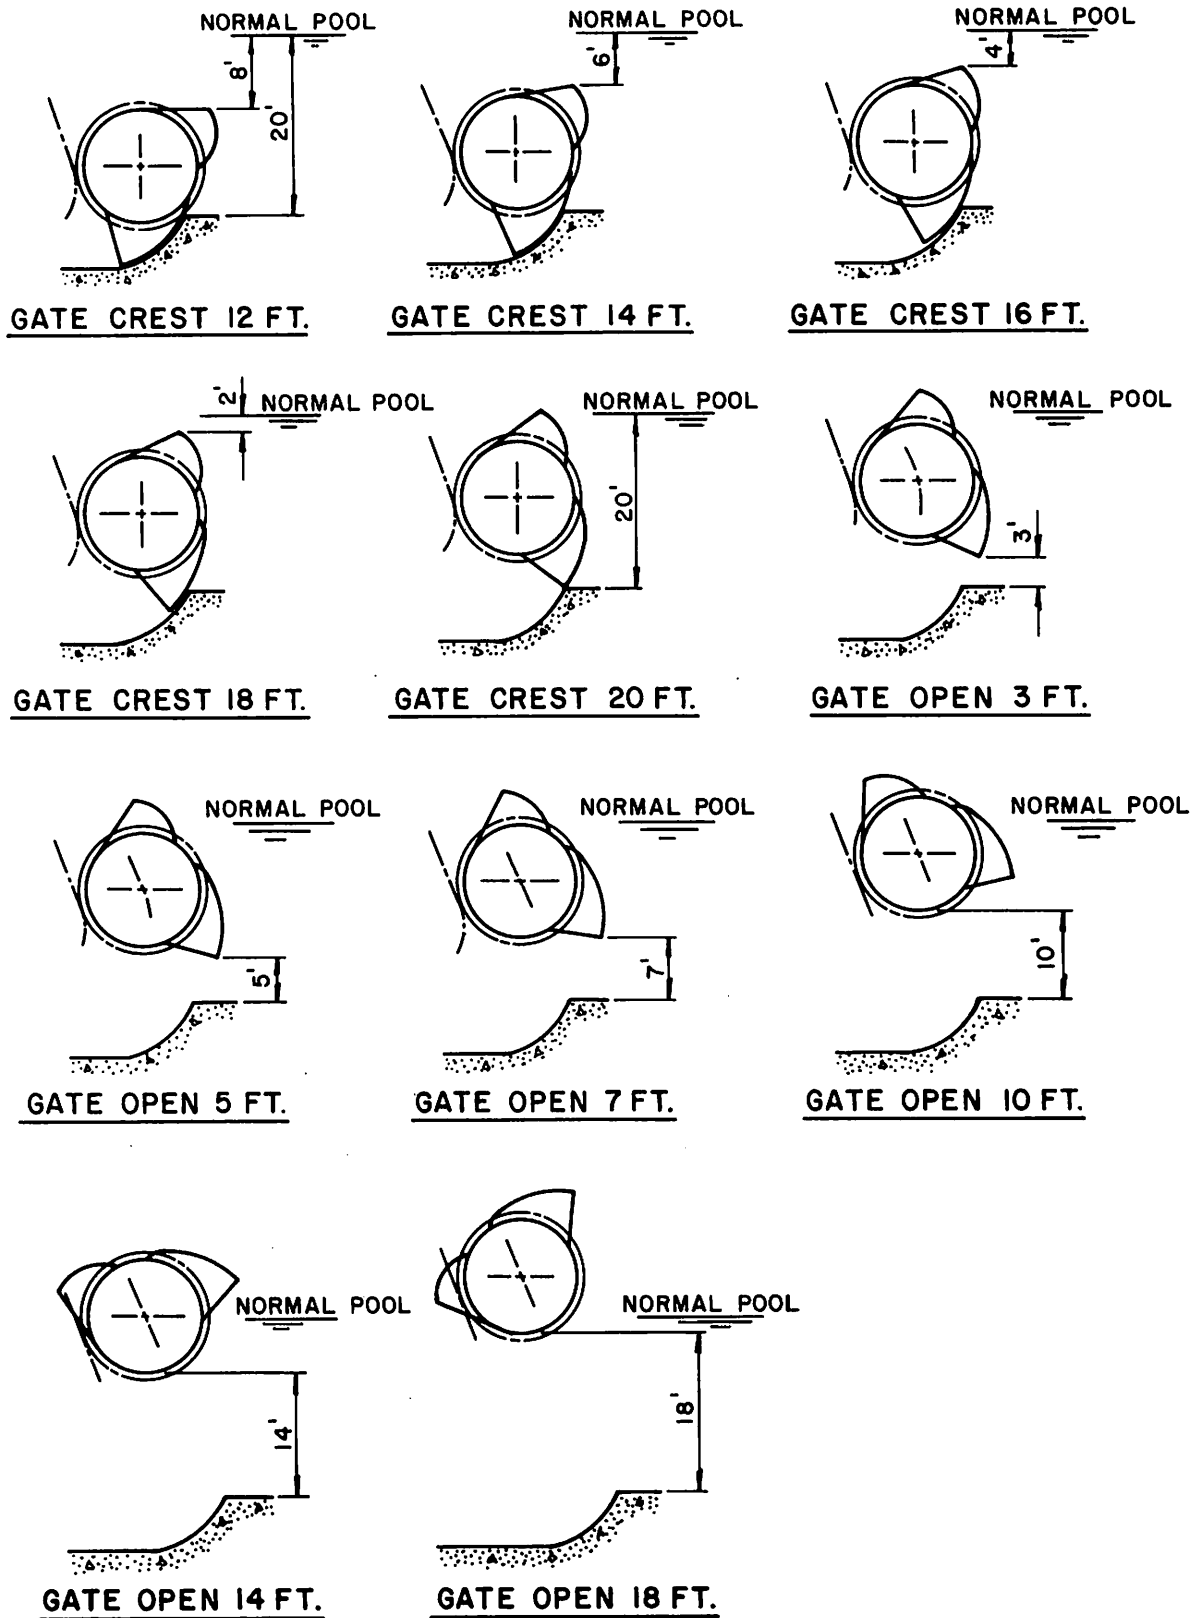 NORMAL POOL
8'
20'
GATE CREST 12 FT.
NORMAL POOL
6'
GATE CREST 14 FT.
NORMAL POOL
4'
GATE CREST 16 FT.
2'
NORMAL POOL
GATE CREST 18 FT.
NORMAL POOL
20'
GATE CREST 20 FT.
NORMAL POOL
3'
GATE OPEN 3 FT.
NORMAL POOL
5'
GATE OPEN 5 FT.
NORMAL POOL
7'
GATE OPEN 7 FT.
NORMAL POOL
10'
GATE OPEN 10 FT.
NORMAL POOL
14'
GATE OPEN 14 FT.
NORMAL POOL
18'
GATE OPEN 18 FT.